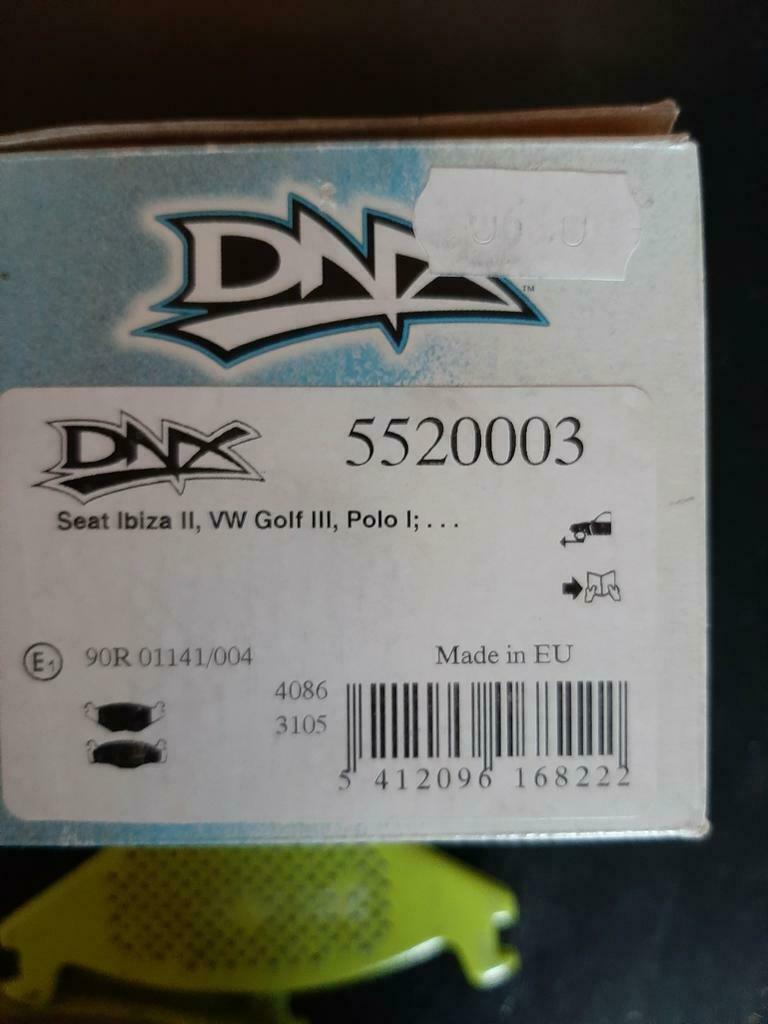 DNX
™
DNX 5520003
Seat Ibiza II, VW Golf III, Polo I; ...
E1 90R 01141/004
Made in EU
4086
3105
5 412096 168222